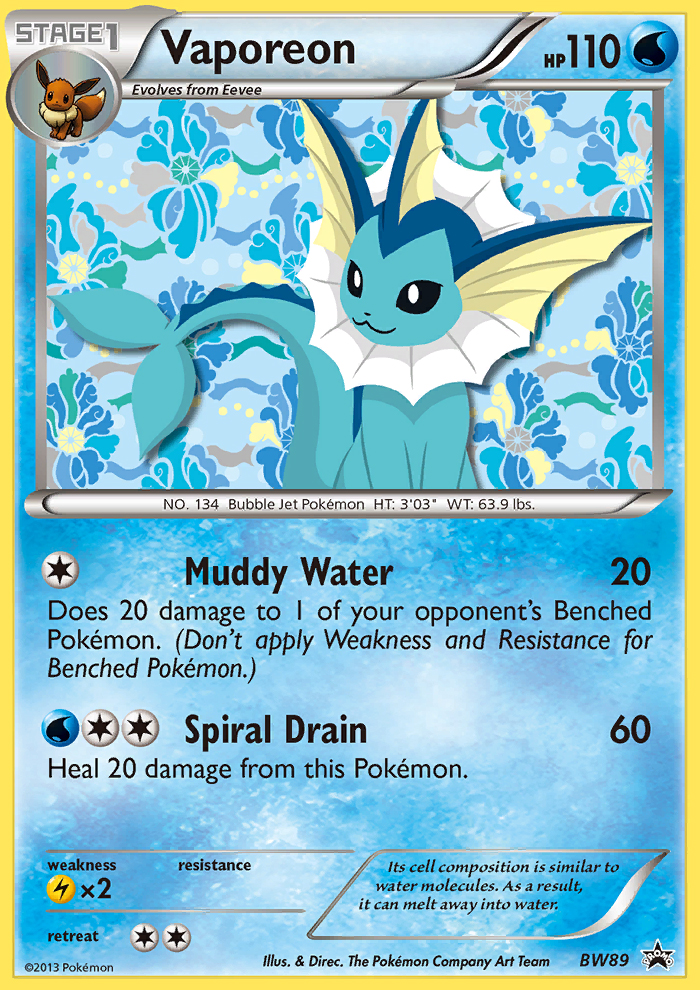 STAGE1
Vaporeon
HP110
Evolves from Eevee
NO. 134 Bubble Jet Pokémon HT: 3'03" WT: 63.9 lbs.
Muddy Water 20
Does 20 damage to 1 of your opponent's Benched
Pokémon. (Don't apply Weakness and Resistance for
Benched Pokémon.)
Spiral Drain 60
Heal 20 damage from this Pokémon.
weakness resistance
×2
Its cell composition is similar to
water molecules. As a result,
it can melt away into water.
retreat
©2013 Pokémon
Illus. & Direc. The Pokémon Company Art Team
BW89
PROMO